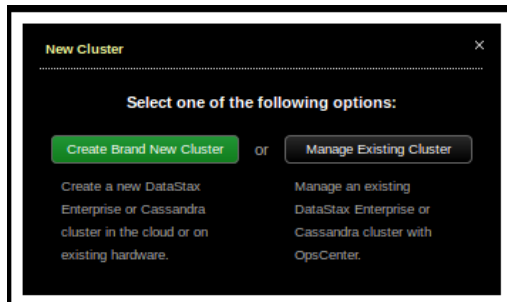 New Cluster ×
Select one of the following options:
Create Brand New Cluster or Manage Existing Cluster
Create a new DataStax
Enterprise or Cassandra
cluster in the cloud or on
existing hardware.
Manage an existing
DataStax Enterprise or
Cassandra cluster with
OpsCenter.